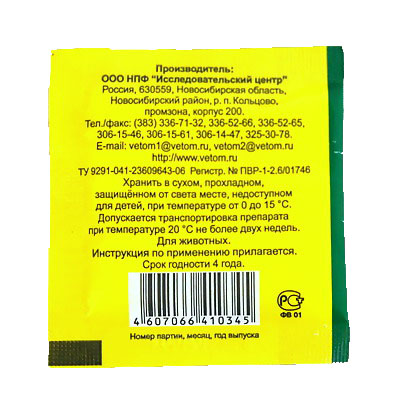 Производитель:
ООО НПФ "Исследовательский центр"
Россия, 630559, Новосибирская область,
Новосибирский район, р. п. Кольцово,
промзона, корпус 200.
Тел./факс: (383) 336-71-32, 336-52-66, 336-52-65,
306-15-46, 306-15-61, 306-14-47, 325-30-78.
E-mail: vetom1@vetom.ru, vetom2@vetom.ru
http://www.vetom.ru
ТУ 9291-041-23609643-06 Регистр. № ПВР-1-2.6/01746
Хранить в сухом, прохладном,
защищённом от света месте, недоступном
для детей, при температуре от 0 до 15 °С.
Допускается транспортировка препарата
при температуре 20 °С не более двух недель.
Для животных.
Инструкция по применению прилагается.
Срок годности 4 года.
4 607066 410345
РСТ
ФВ 01
Номер партии, месяц, год выпуска